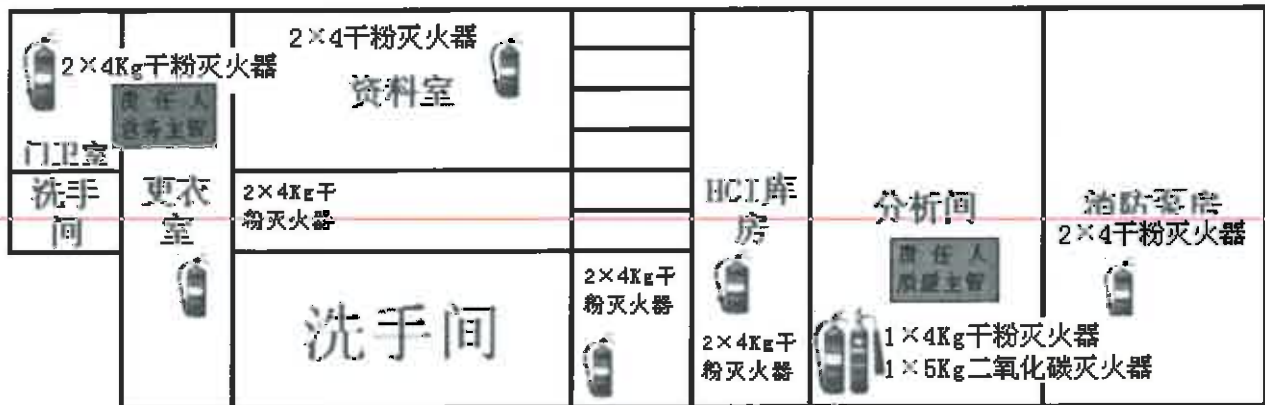 2×4Kg干粉灭火器
责任人
门卫室
洗手
间
更衣
室
2×4干粉灭火器
资料室
2×4Kg干
粉灭火器
洗手间
2×4Kg干
粉灭火器
HCI库
房
2×4Kg干
粉灭火器
分析间
责任人
质量主管
1×4Kg干粉灭火器
1×5Kg二氧化碳灭火器
消防泵房
2×4干粉灭火器